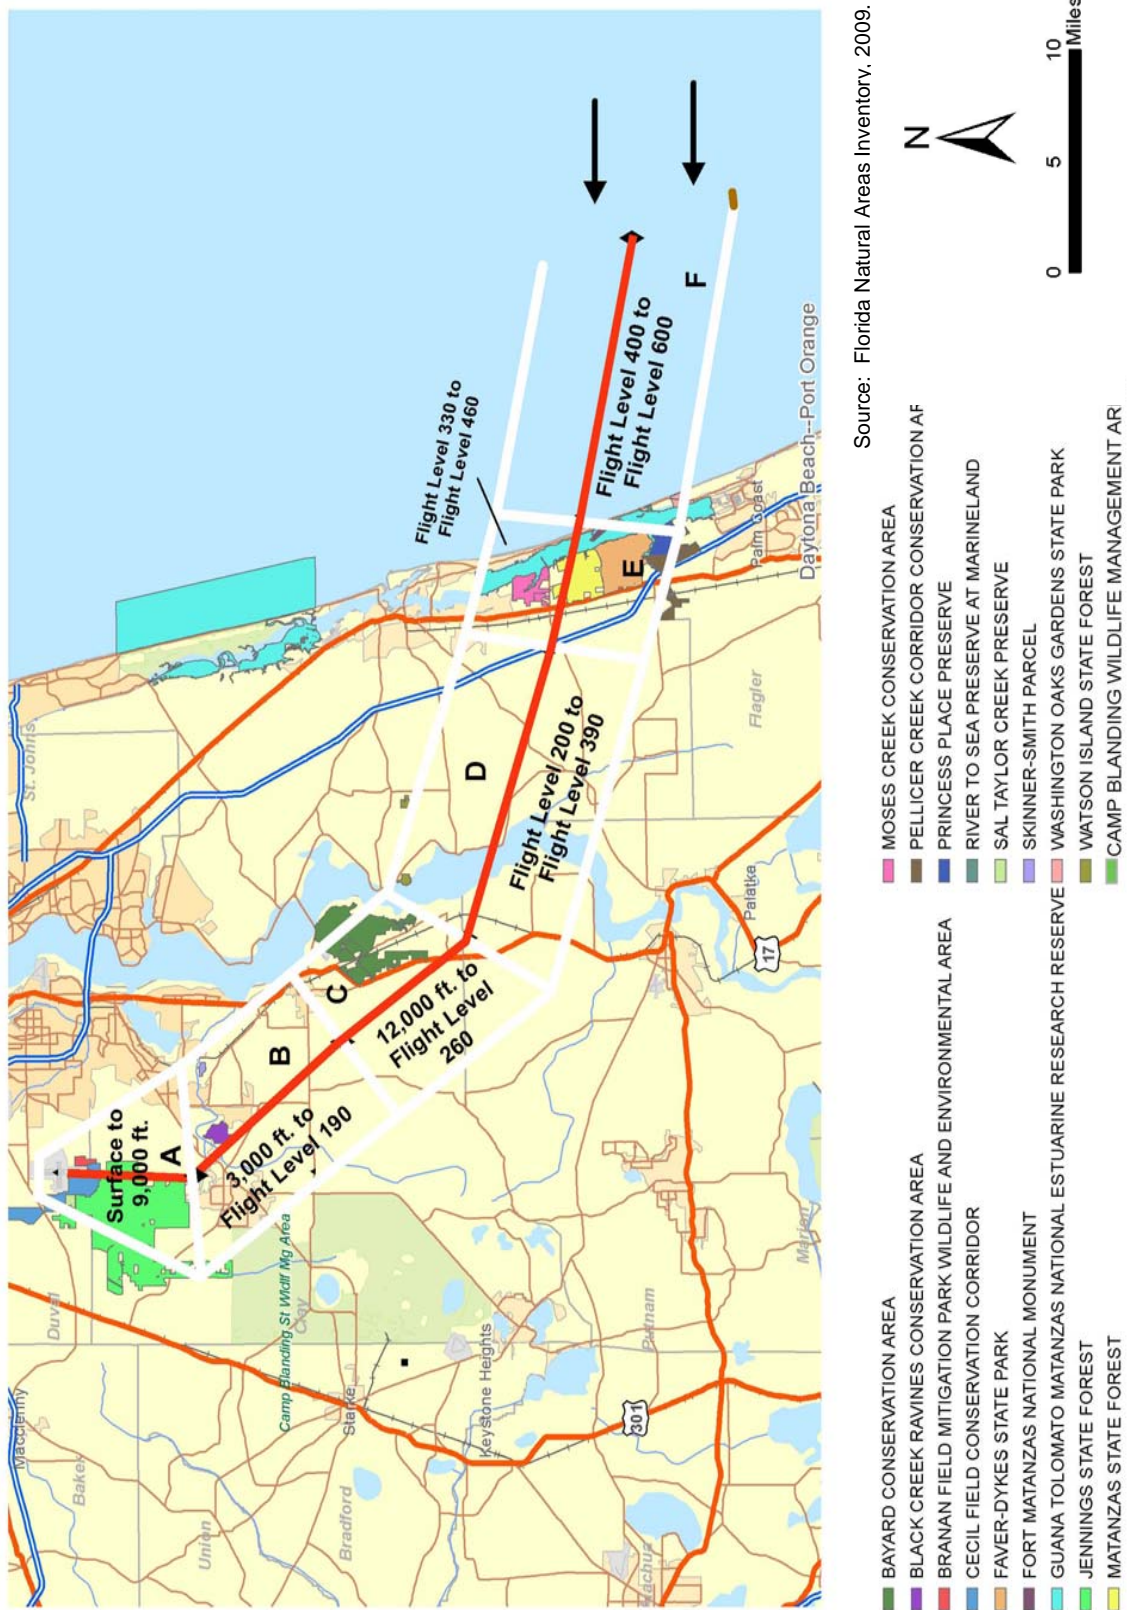 Macclenny
Baker
Union
Bradford
Duval
Camp Blanding St Wldlf Mg Area
Clay
Starke
Keystone Heights
301
Putnam
Marion
St. Johns
Palatka
17
Flagler
Palm Coast
Daytona Beach--Port Orange
Surface to
9,000 ft.
A
3,000 ft. to
Flight Level 190
B
C
12,000 ft. to
Flight Level
260
D
Flight Level 200 to
Flight Level 390
E
Flight Level 330 to
Flight Level 460
Flight Level 400 to
Flight Level 600
F
Source: Florida Natural Areas Inventory, 2009.
BAYARD CONSERVATION AREA
BLACK CREEK RAVINES CONSERVATION AREA
BRANAN FIELD MITIGATION PARK WILDLIFE AND ENVIRONMENTAL AREA
CECIL FIELD CONSERVATION CORRIDOR
FAVER-DYKES STATE PARK
FORT MATANZAS NATIONAL MONUMENT
GUANA TOLOMATO MATANZAS NATIONAL ESTUARINE RESEARCH RESERVE
JENNINGS STATE FOREST
MATANZAS STATE FOREST
MOSES CREEK CONSERVATION AREA
PELLICER CREEK CORRIDOR CONSERVATION AR
PRINCESS PLACE PRESERVE
RIVER TO SEA PRESERVE AT MARINELAND
SAL TAYLOR CREEK PRESERVE
SKINNER-SMITH PARCEL
WASHINGTON OAKS GARDENS STATE PARK
WATSON ISLAND STATE FOREST
CAMP BLANDING WILDLIFE MANAGEMENT AR
N
0 5 10
Miles